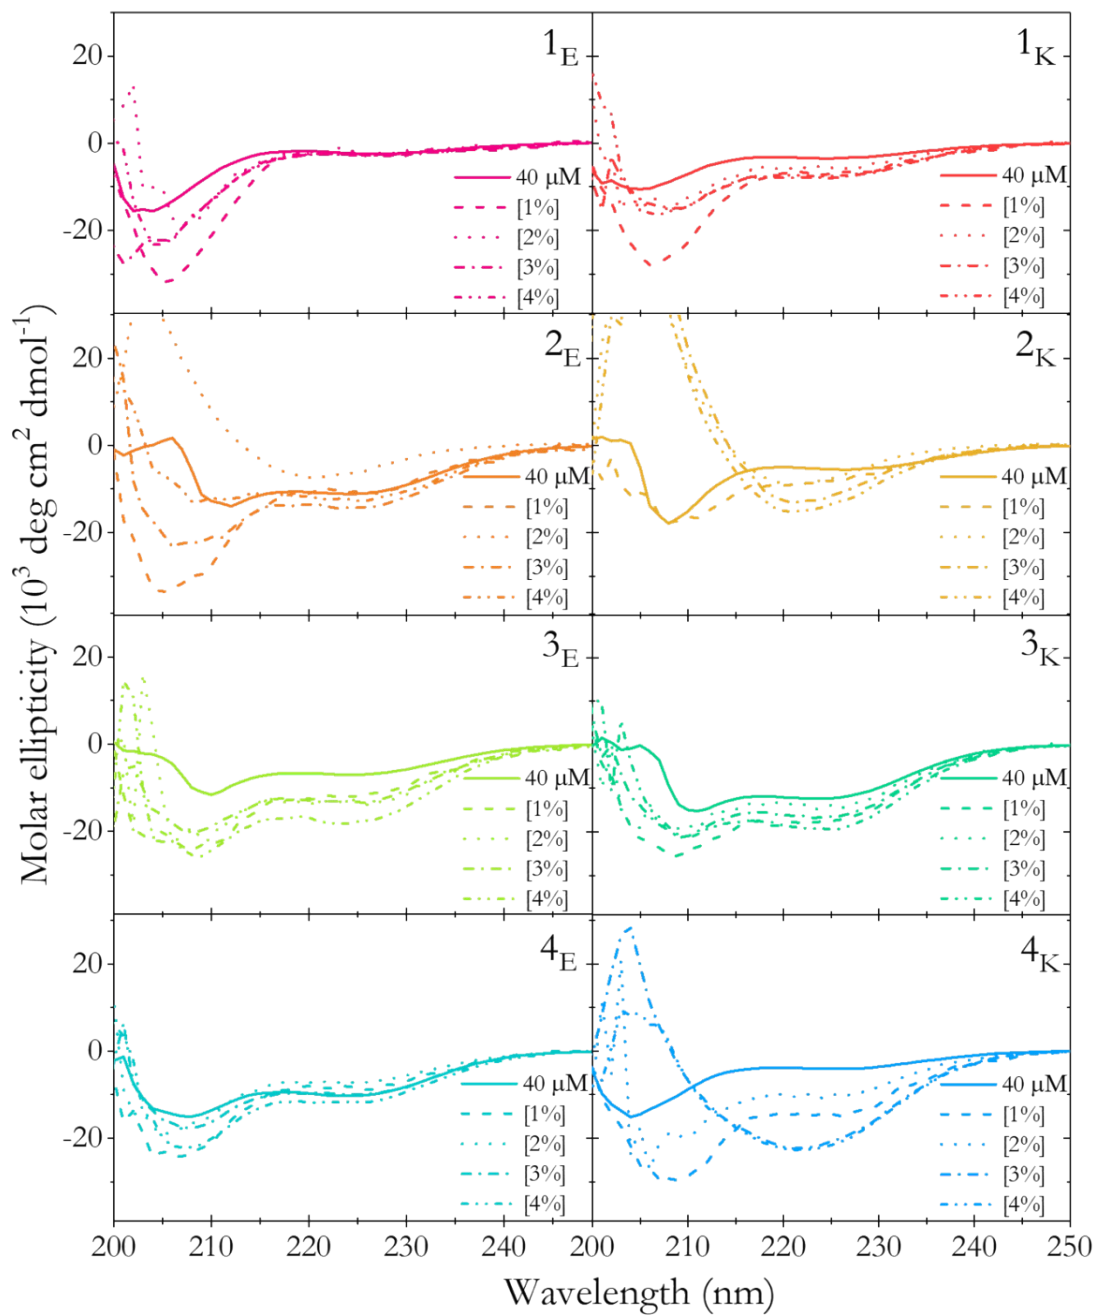 Molar ellipticity (10³ deg cm² dmol⁻¹)
1E
20
0
-20
40 μM
[1%]
[2%]
[3%]
[4%]
1K
40 μM
[1%]
[2%]
[3%]
[4%]
2E
20
0
-20
40 μM
[1%]
[2%]
[3%]
[4%]
2K
40 μM
[1%]
[2%]
[3%]
[4%]
3E
20
0
-20
40 μM
[1%]
[2%]
[3%]
[4%]
3K
40 μM
[1%]
[2%]
[3%]
[4%]
4E
20
0
-20
40 μM
[1%]
[2%]
[3%]
[4%]
4K
40 μM
[1%]
[2%]
[3%]
[4%]
200 210 220 230 240 200 210 220 230 240 250
Wavelength (nm)